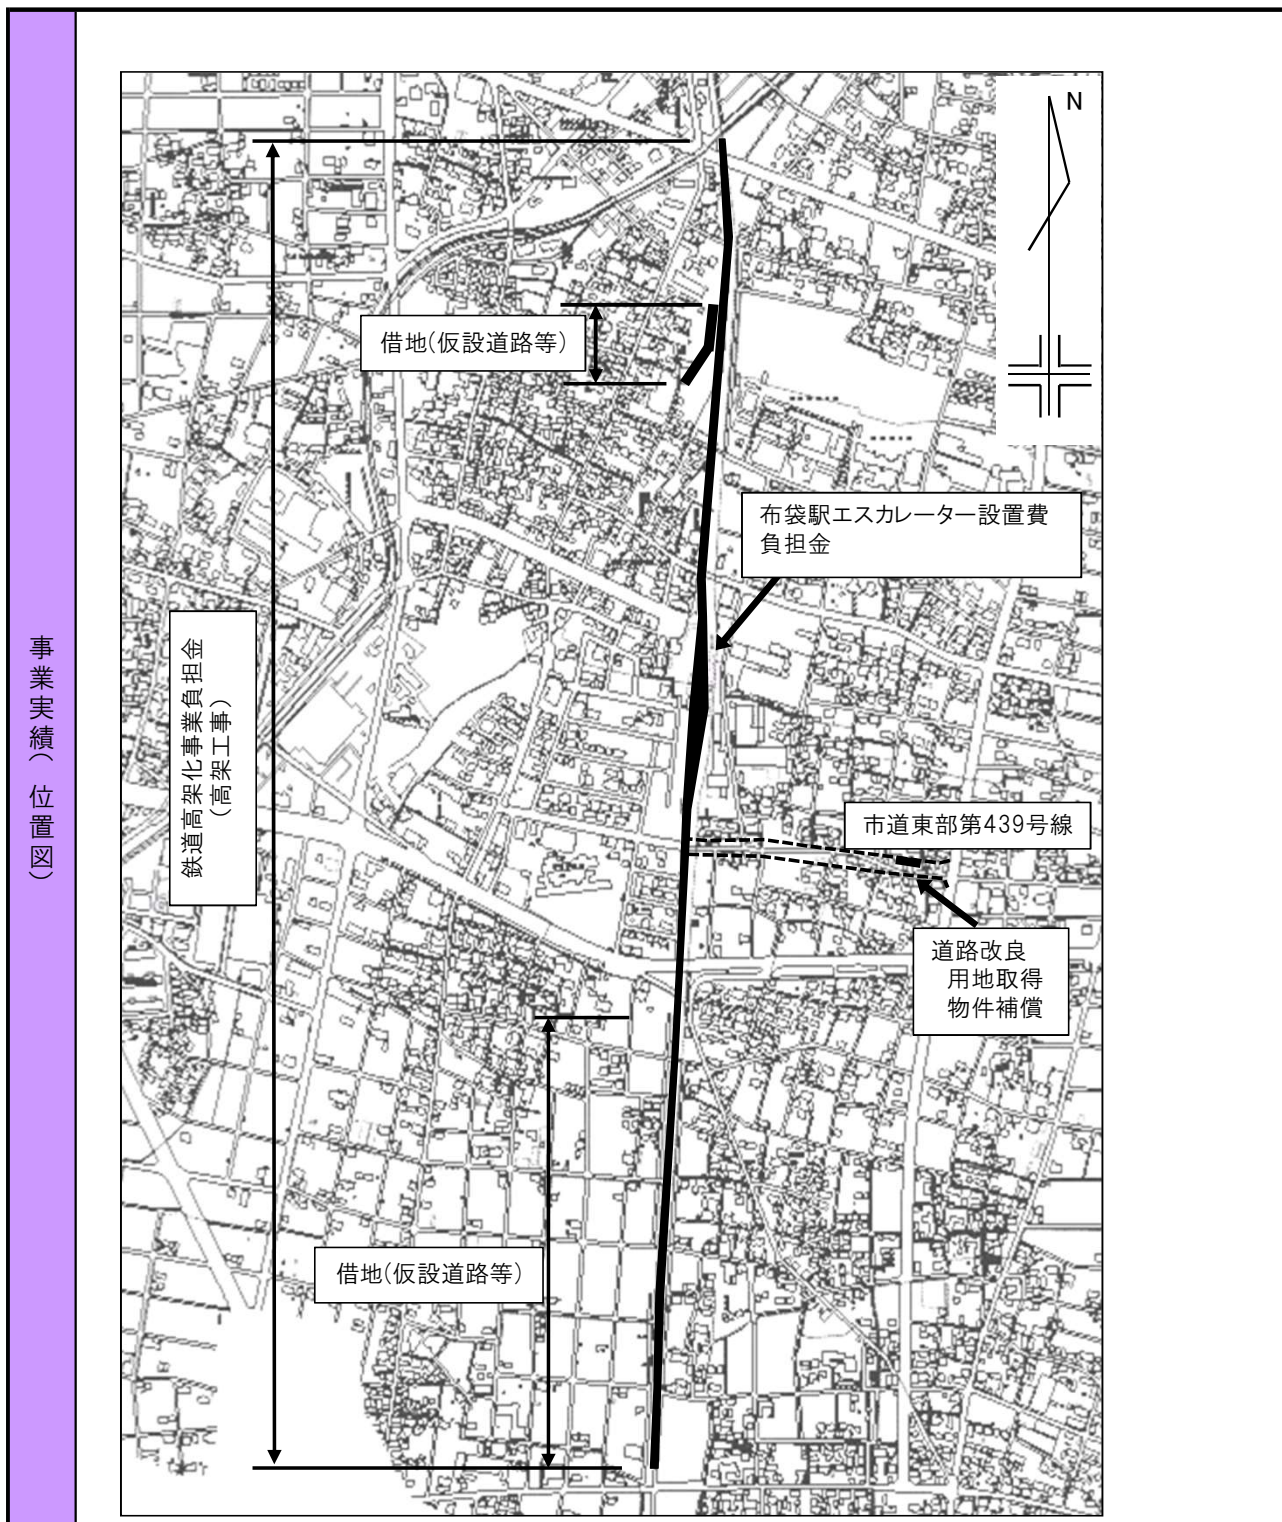 事業実績(位置図)
N
借地(仮設道路等)
布袋駅エスカレーター設置費
負担金
鉄道高架化事業負担金
(高架工事)
市道東部第439号線
道路改良
用地取得
物件補償
借地(仮設道路等)